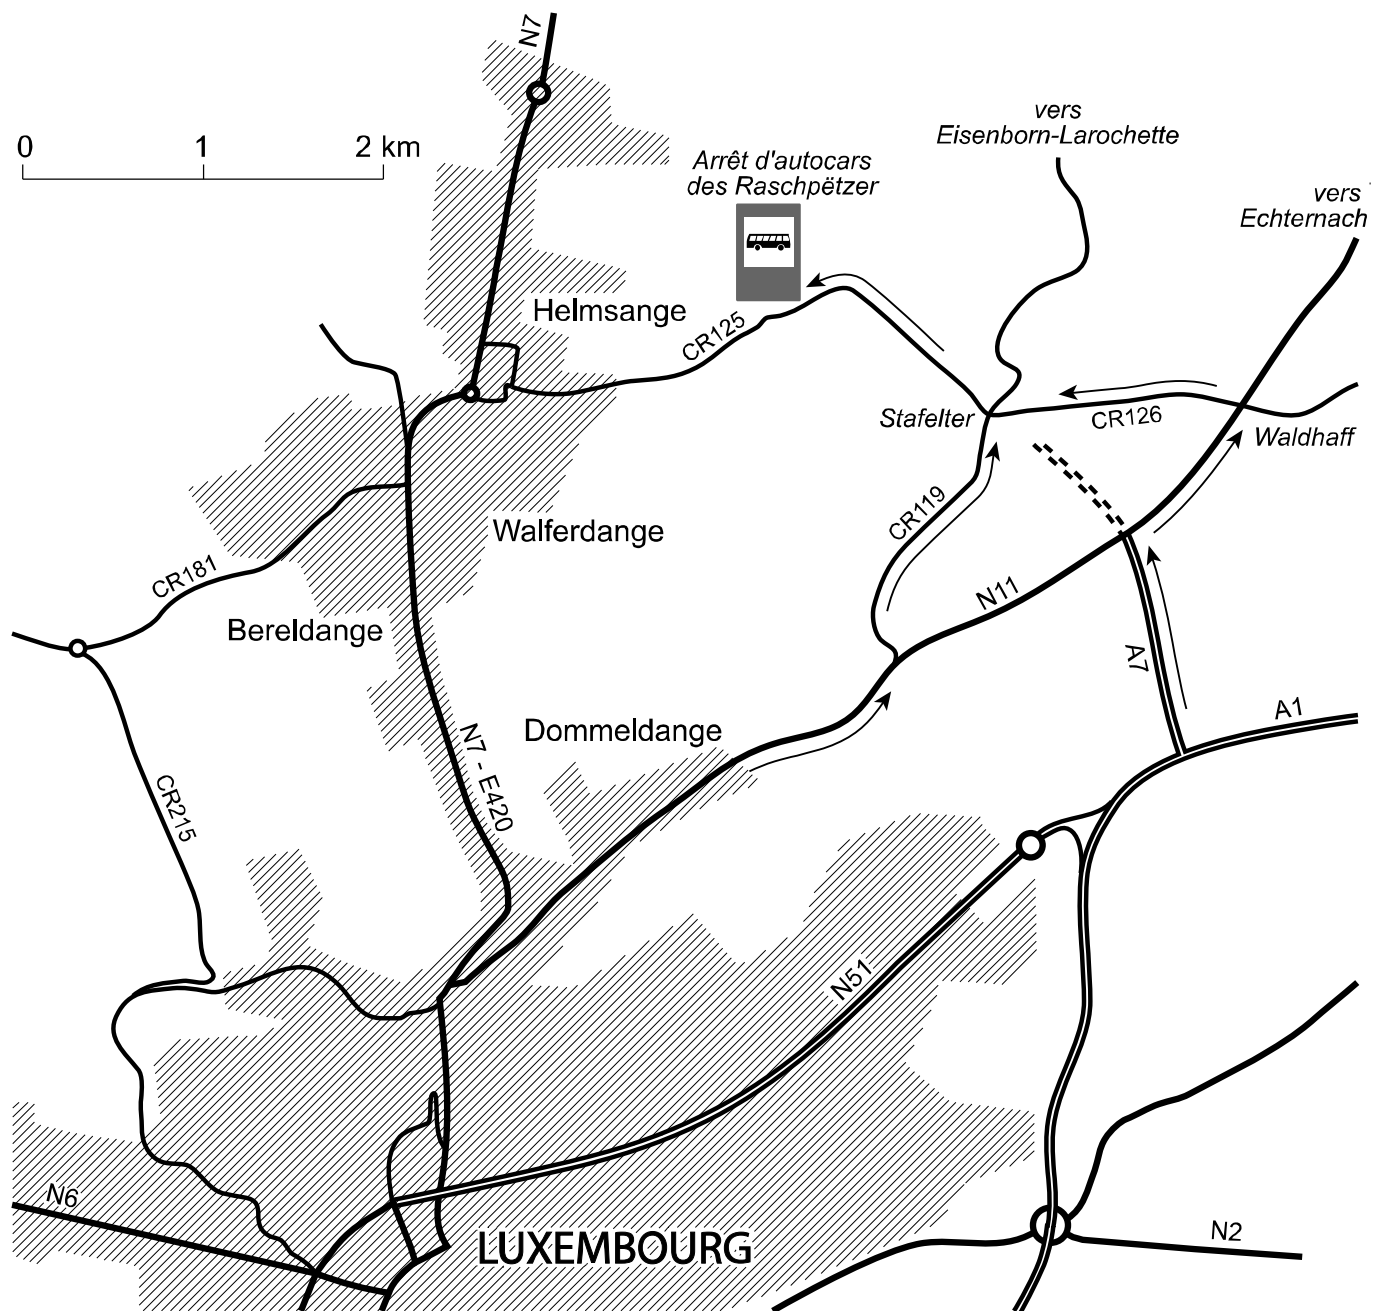 N7
0 1 2 km
vers
Eisenborn-Larochette
Arrêt d'autocars
des Raschpëtzer
vers
Echternach
Helmsange
CR125
Stafelter
CR126
Waldhaff
CR119
Walferdange
CR181
N11
Bereldange
A7
Dommeldange
A1
N7 - E420
CR215
N51
N6
LUXEMBOURG
N2